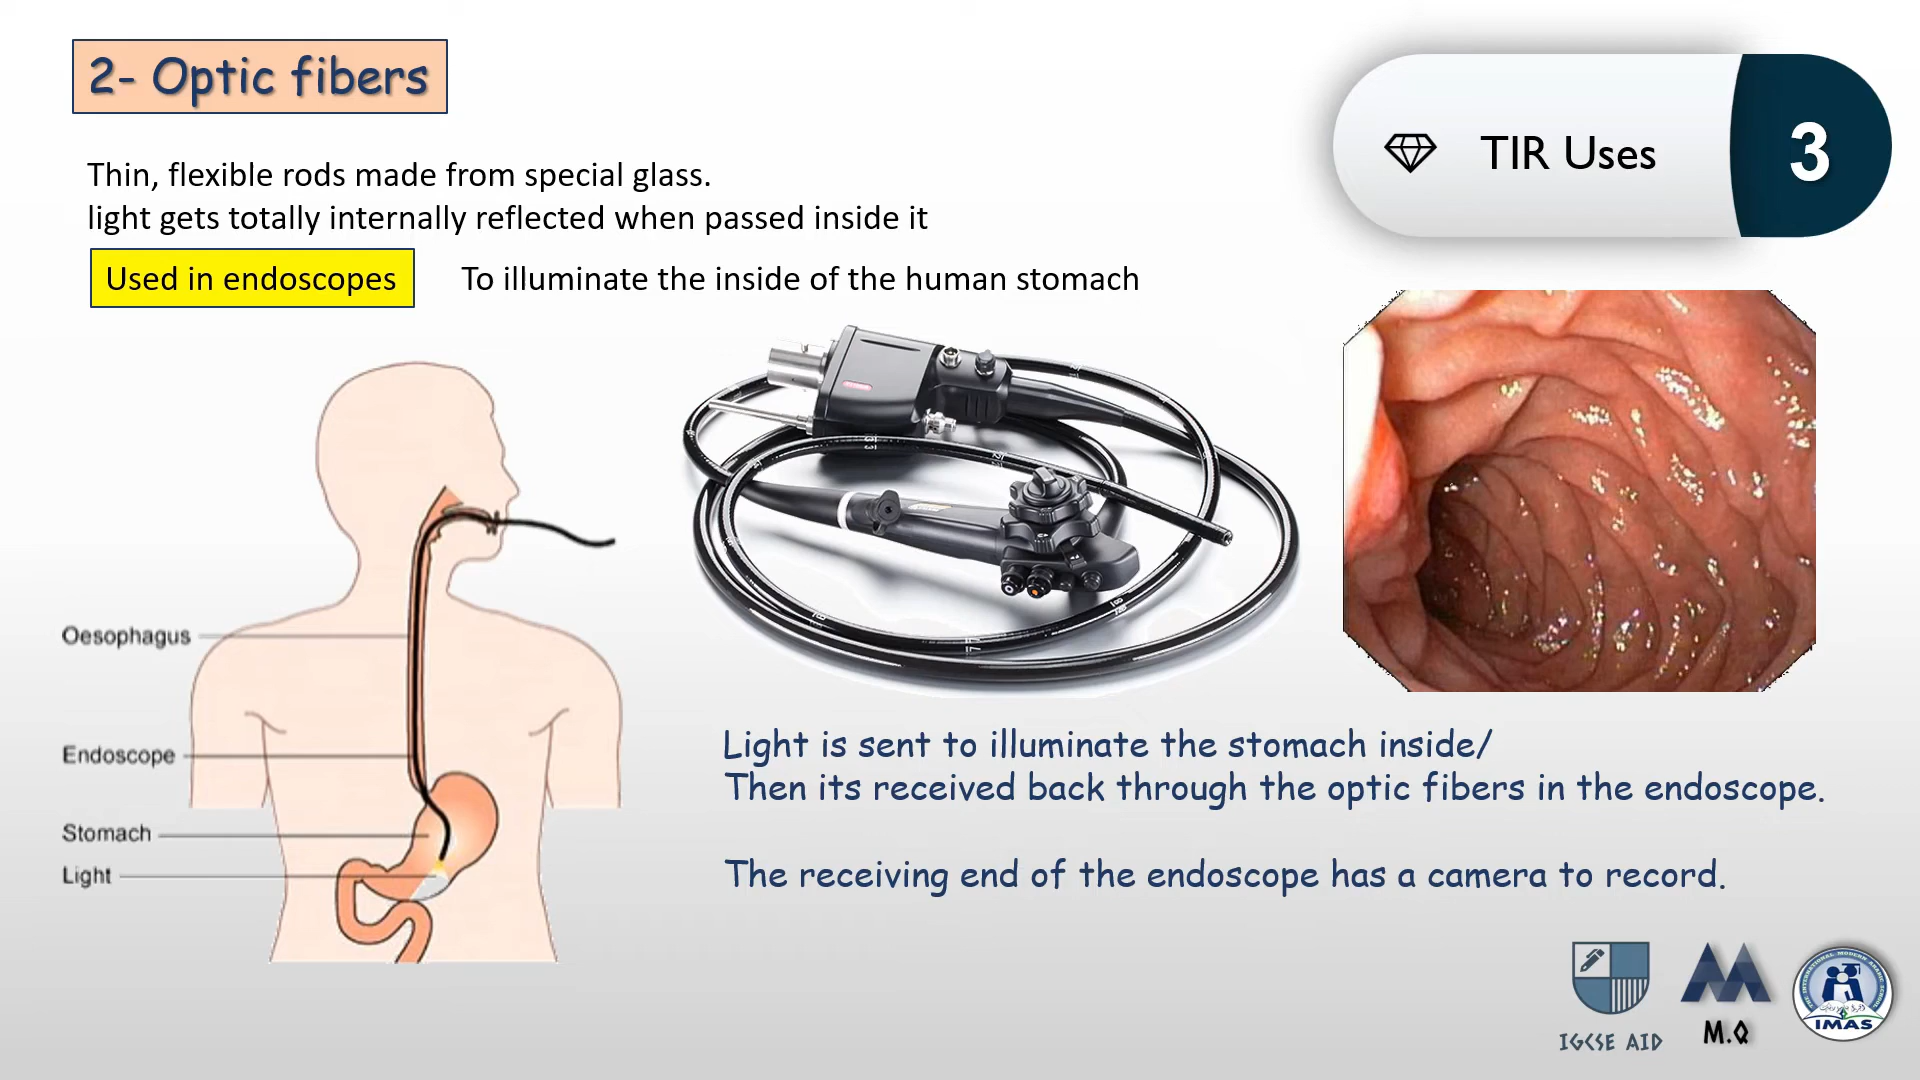 2- Optic fibers
TIR Uses
3
Thin, flexible rods made from special glass.
light gets totally internally reflected when passed inside it
Used in endoscopes
To illuminate the inside of the human stomach
Oesophagus
Endoscope
Stomach
Light
Light is sent to illuminate the stomach inside/
Then its received back through the optic fibers in the endoscope.
The receiving end of the endoscope has a camera to record.
IGCSE AID
M.Q
IMAS